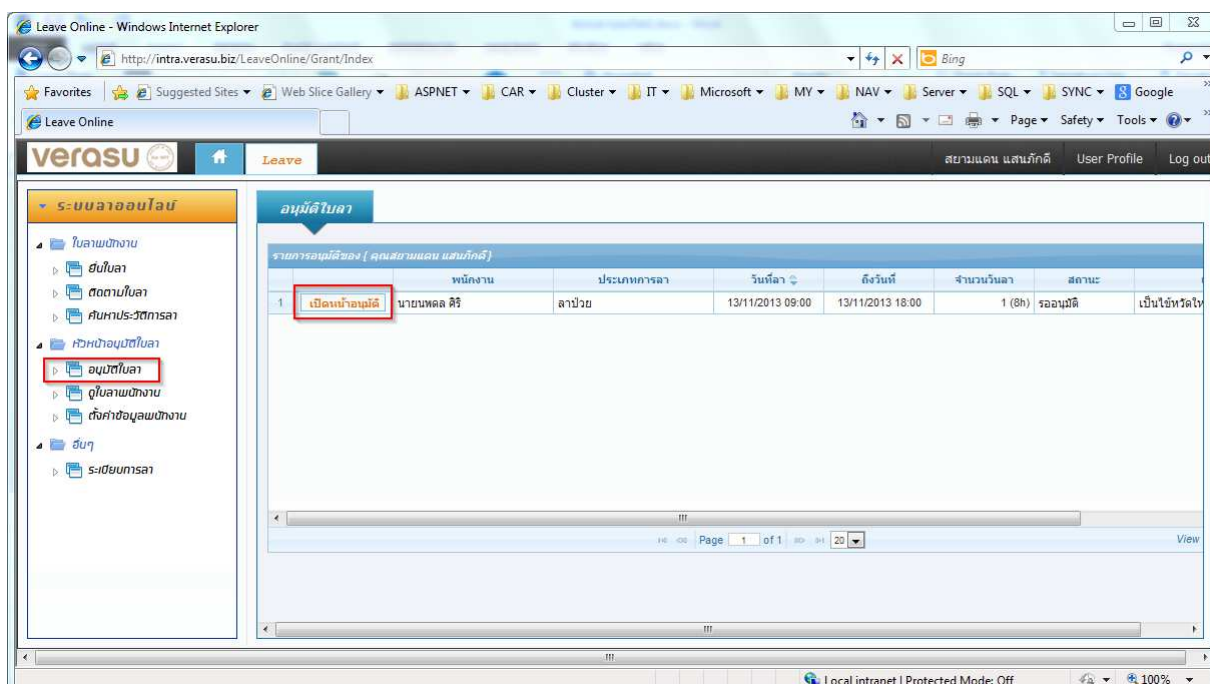 Leave Online - Windows Internet Explorer
http://intra.verasu.biz/LeaveOnline/Grant/Index
Bing
Favorites Suggested Sites Web Slice Gallery ASPNET CAR Cluster IT Microsoft MY NAV Server SQL SYNC Google
Leave Online
Page Safety Tools
verasu Leave สยามแดน แสนภักดี User Profile Log out
ระบบลาออนไลน์
อนุมัติใบลา
ใบลาพนักงาน
ยื่นใบลา
ติดตามใบลา
ค้นหาประวัติการลา
หัวหน้าอนุมัติใบลา
อนุมัติใบลา
ดูใบลาพนักงาน
ตั้งค่าข้อมูลพนักงาน
อื่นๆ
ระเบียบการลา
รายการอนุมัติของ ( คุณสยามแดน แสนภักดี)
พนักงาน ประเภทการลา วันที่ลา ถึงวันที่ จำนวนวันลา สถานะ
1 เปิดหน้าอนุมัติ นายนพดล ศิริ ลาป่วย 13/11/2013 09:00 13/11/2013 18:00 1 (8h) รออนุมัติ เป็นไข้หวัดให
Page 1 of 1 20 View
Local intranet | Protected Mode: Off 100%